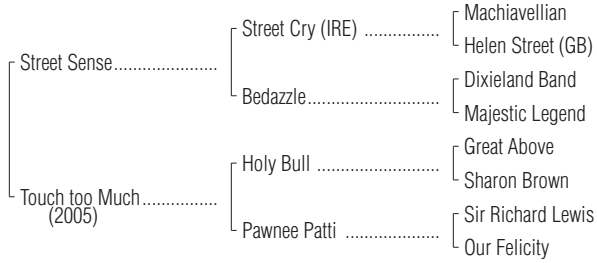 Machiavellian
Street Cry (IRE) ..................
Helen Street (GB)
Street Sense.......................
Dixieland Band
Bedazzle..............................
Majestic Legend
Great Above
Holy Bull ............................
Sharon Brown
Touch too Much.................
(2005)
Sir Richard Lewis
Pawnee Patti .....................
Our Felicity